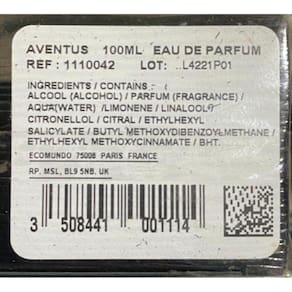 AVENTUS 100ML EAU DE PARFUM
REF : 1110042 LOT: L4221P01
INGREDIENTS / CONTAINS :
ALCOOL (ALCOHOL) / PARFUM (FRAGRANCE) /
AQUA(WATER) /LIMONENE / LINALOOL /
CITRONELLOL / CITRAL / ETHYLHEXYL
SALICYLATE / BUTYL METHOXYDIBENZOYLMETHANE
/ ETHYLHEXYL METHOXYCINNAMATE / BHT.
ECOMUNDO 75008 PARIS FRANCE
RP, MSL, BL9 5NB, UK
3 508441 001114